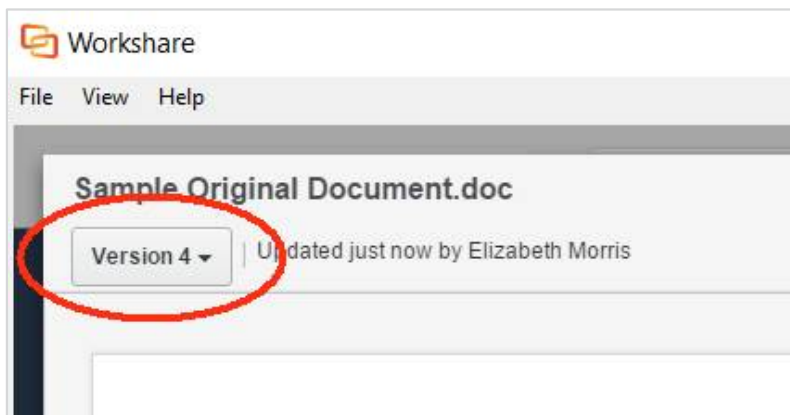 Workshare
File View Help
Sample Original Document.doc
Version 4 | Updated just now by Elizabeth Morris